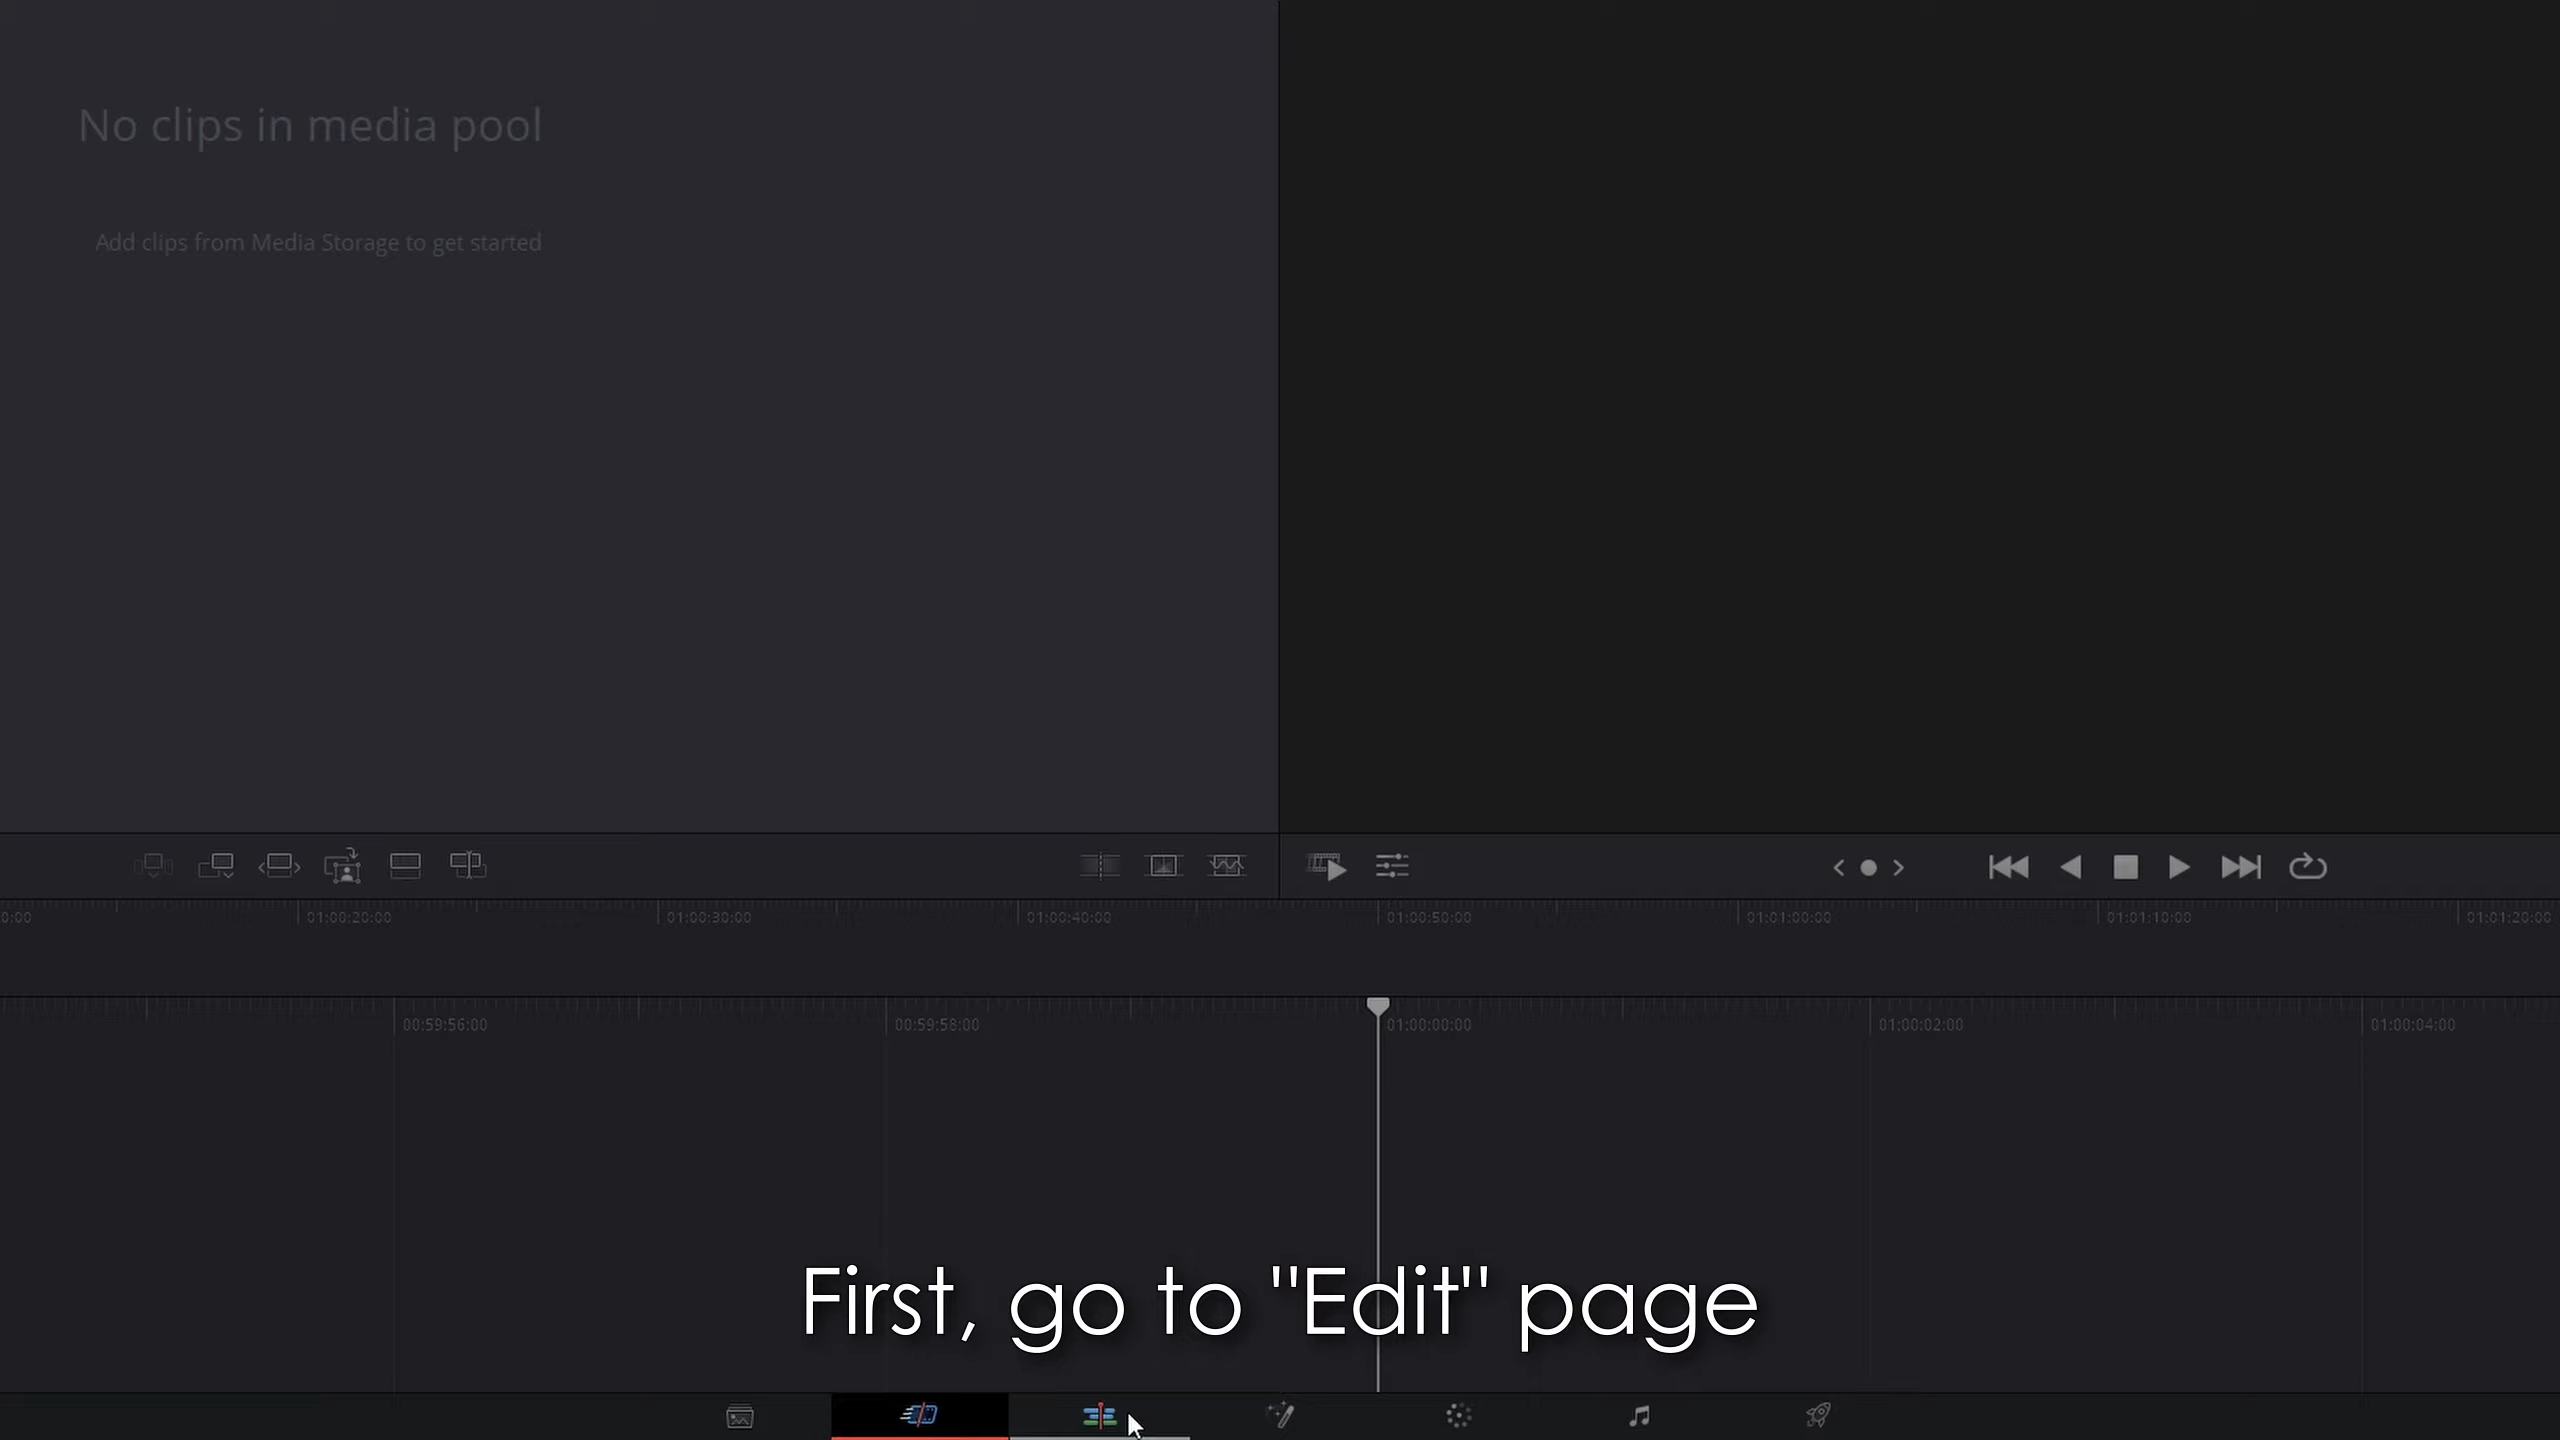 No clips in media pool
Add clips from Media Storage to get started
0:00 01:00:20:00 01:00:30:00 01:00:40:00 01:00:50:00 01:01:00:00 01:01:10:00 01:01:20:00
00:59:56:00 00:59:58:00 01:00:00:00 01:00:02:00 01:00:04:00
First, go to "Edit" page